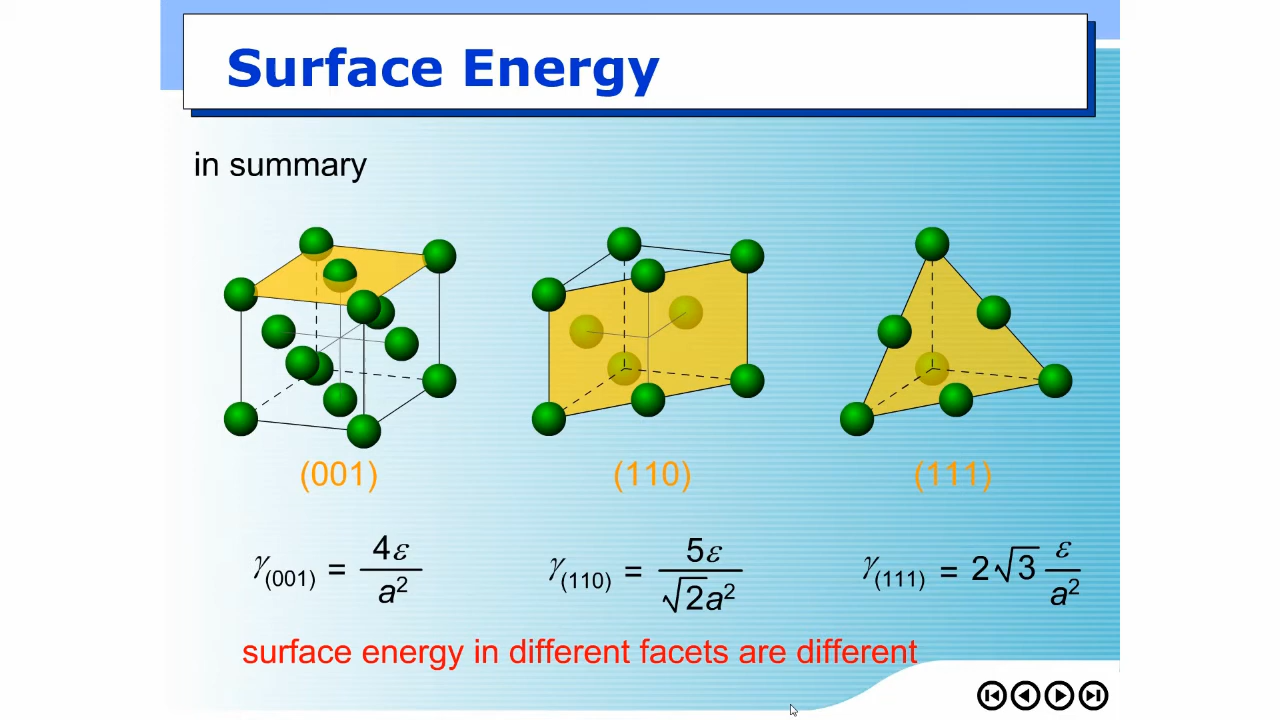 Surface Energy
in summary
(001) (110) (111)
γ(001) = 4ε / a² γ(110) = 5ε / √2a² γ(111) = 2√3 ε / a²
surface energy in different facets are different